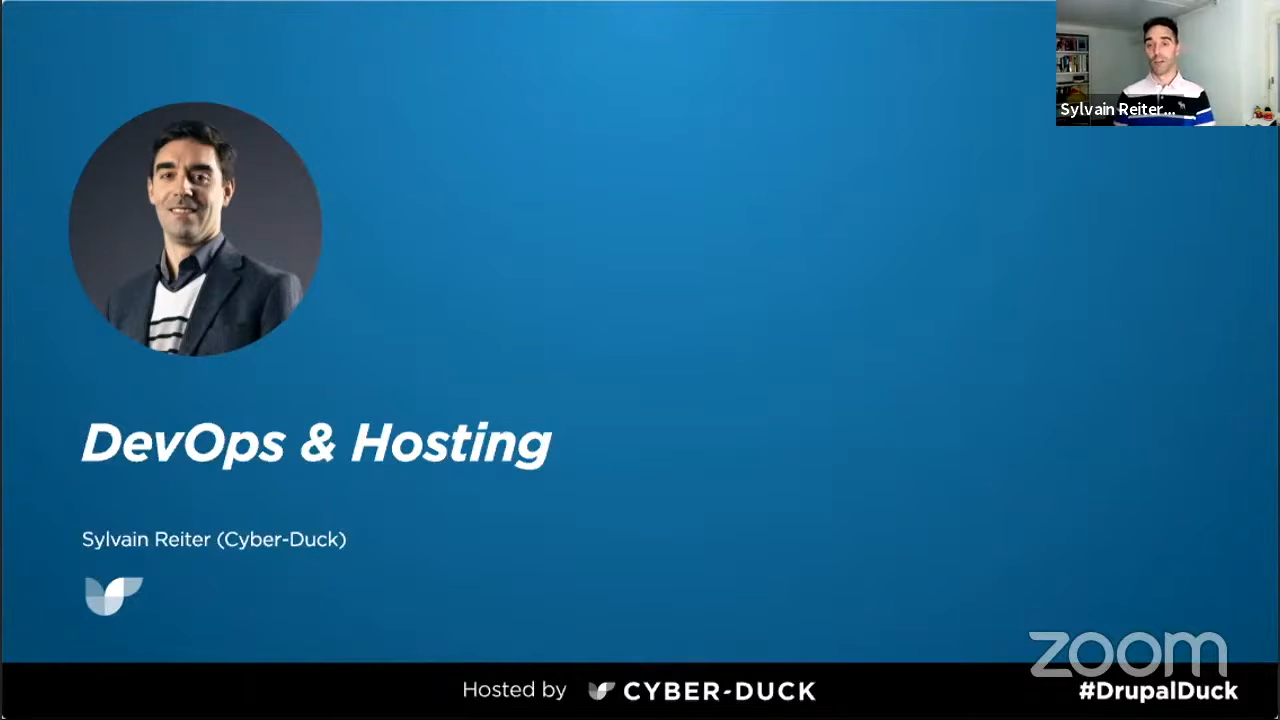 Sylvain Reiter...
DevOps & Hosting
Sylvain Reiter (Cyber-Duck)
zoom
Hosted by CYBER-DUCK
#DrupalDuck